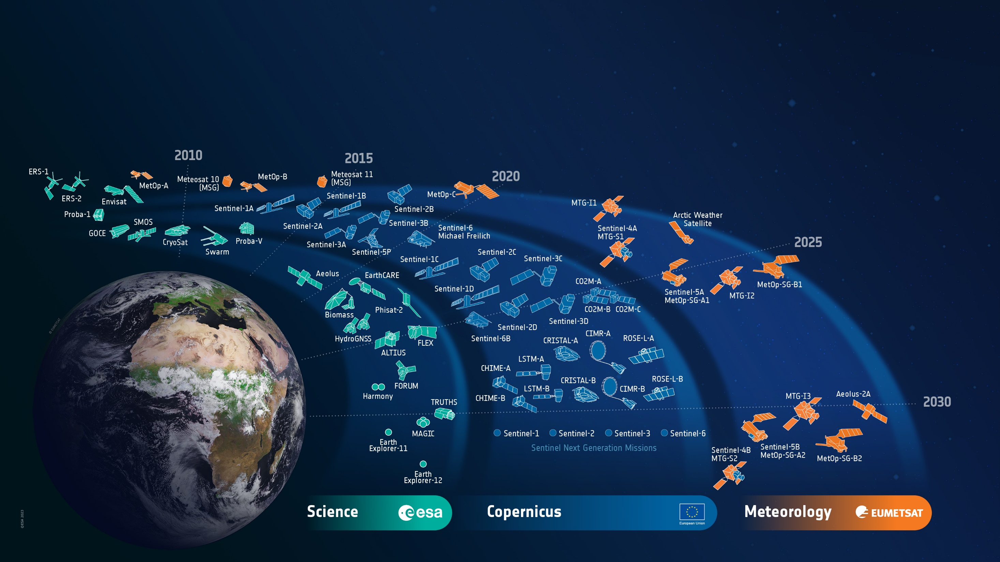 2010
2015
2020
2025
2030
ERS-1
ERS-2
Envisat
MetOp-A
Proba-1
GOCE
SMOS
CryoSat
Swarm
Proba-V
Meteosat 10
(MSG)
MetOp-B
Meteosat 11
(MSG)
MetOp-C
Sentinel-1A
Sentinel-1B
Sentinel-2A
Sentinel-2B
Sentinel-3A
Sentinel-3B
Sentinel-5P
Sentinel-6
Michael Freilich
MTG-I1
Arctic Weather
Satellite
Sentinel-4A
MTG-S1
Sentinel-1C
Sentinel-2C
Sentinel-3C
Aeolus
EarthCARE
Biomass
Phisat-2
HydroGNSS
ALTIUS
FLEX
Sentinel-1D
Sentinel-2D
Sentinel-3D
Sentinel-6B
CO2M-A
CO2M-B
CO2M-C
Sentinel-5A
MetOp-SG-A1
MTG-I2
MetOp-SG-B1
CHIME-A
LSTM-A
CRISTAL-A
CIMR-A
ROSE-L-A
CHIME-B
LSTM-B
CRISTAL-B
CIMR-B
ROSE-L-B
FORUM
Harmony
TRUTHS
MAGIC
Earth
Explorer-11
Earth
Explorer-12
Sentinel-1
Sentinel-2
Sentinel-3
Sentinel-6
Sentinel Next Generation Missions
MTG-I3
Aeolus-2A
Sentinel-5B
MetOp-SG-A2
MetOp-SG-B2
Sentinel-4B
MTG-S2
Science
esa
Copernicus
European Union
Meteorology
EUMETSAT
© EUMETSAT
©ESA 2023